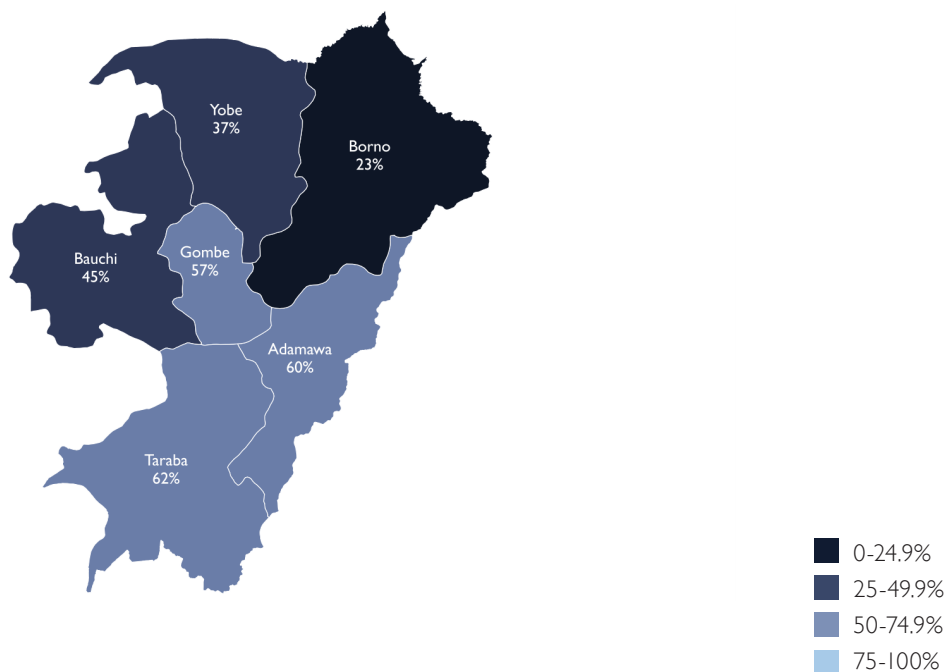 Yobe
37%
Borno
23%
Gombe
57%
Bauchi
45%
Adamawa
60%
Taraba
62%
0-24.9%
25-49.9%
50-74.9%
75-100%